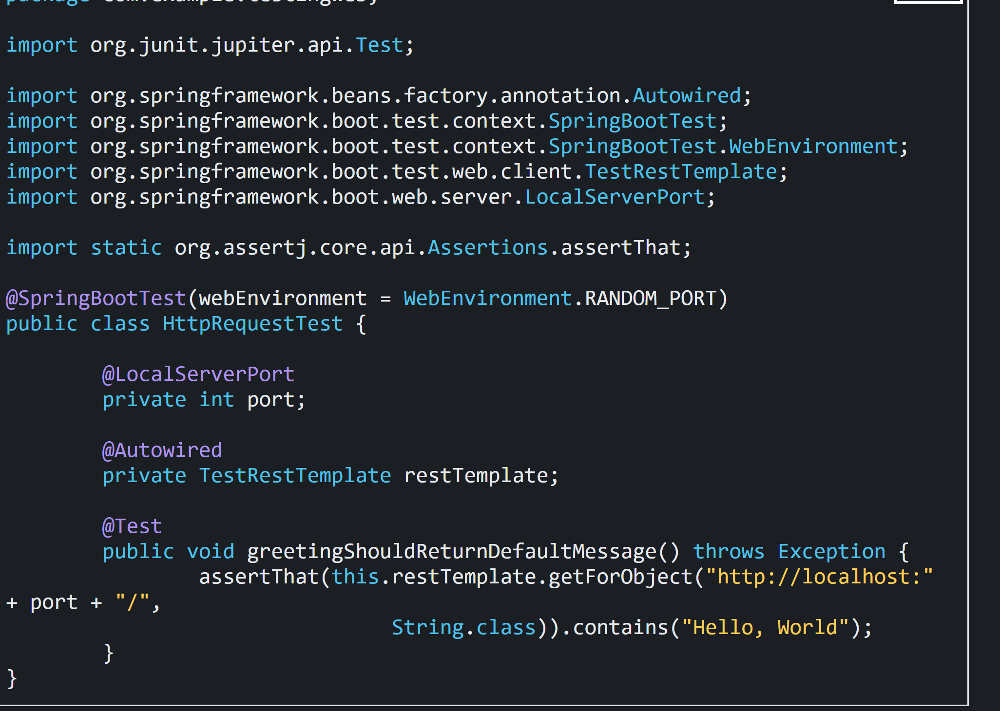 package com.example.testingweb;
import org.junit.jupiter.api.Test;
import org.springframework.beans.factory.annotation.Autowired;
import org.springframework.boot.test.context.SpringBootTest;
import org.springframework.boot.test.context.SpringBootTest.WebEnvironment;
import org.springframework.boot.test.web.client.TestRestTemplate;
import org.springframework.boot.web.server.LocalServerPort;
import static org.assertj.core.api.Assertions.assertThat;
@SpringBootTest(webEnvironment = WebEnvironment.RANDOM_PORT)
public class HttpRequestTest {
@LocalServerPort
private int port;
@Autowired
private TestRestTemplate restTemplate;
@Test
public void greetingShouldReturnDefaultMessage() throws Exception {
assertThat(this.restTemplate.getForObject("http://localhost:"
+ port + "/",
String.class)).contains("Hello, World");
}
}